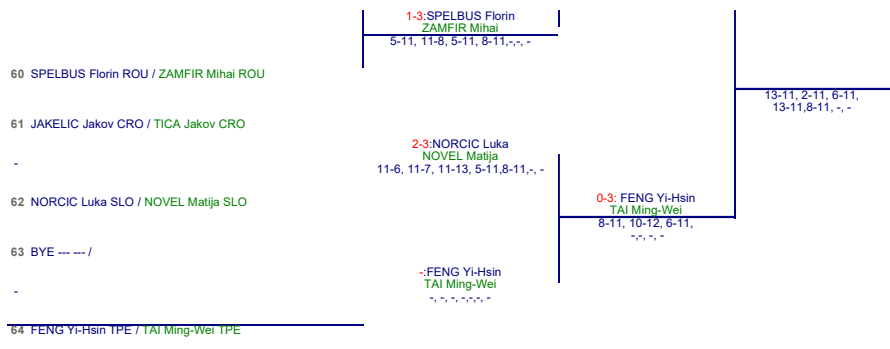 1-3:SPELBUS Florin
ZAMFIR Mihai
5-11, 11-8, 5-11, 8-11,-,-, -
60 SPELBUS Florin ROU / ZAMFIR Mihai ROU
13-11, 2-11, 6-11,
13-11,8-11, -, -
61 JAKELIC Jakov CRO / TICA Jakov CRO
2-3:NORCIC Luka
NOVEL Matija
-
11-6, 11-7, 11-13, 5-11,8-11,-, -
62 NORCIC Luka SLO / NOVEL Matija SLO
0-3: FENG Yi-Hsin
TAI Ming-Wei
8-11, 10-12, 6-11,
-,-, -, -
63 BYE --- --- /
-:FENG Yi-Hsin
TAI Ming-Wei
-
-, -, -, -,-,-, -
64 FENG Yi-Hsin TPE / TAI Ming-Wei TPE